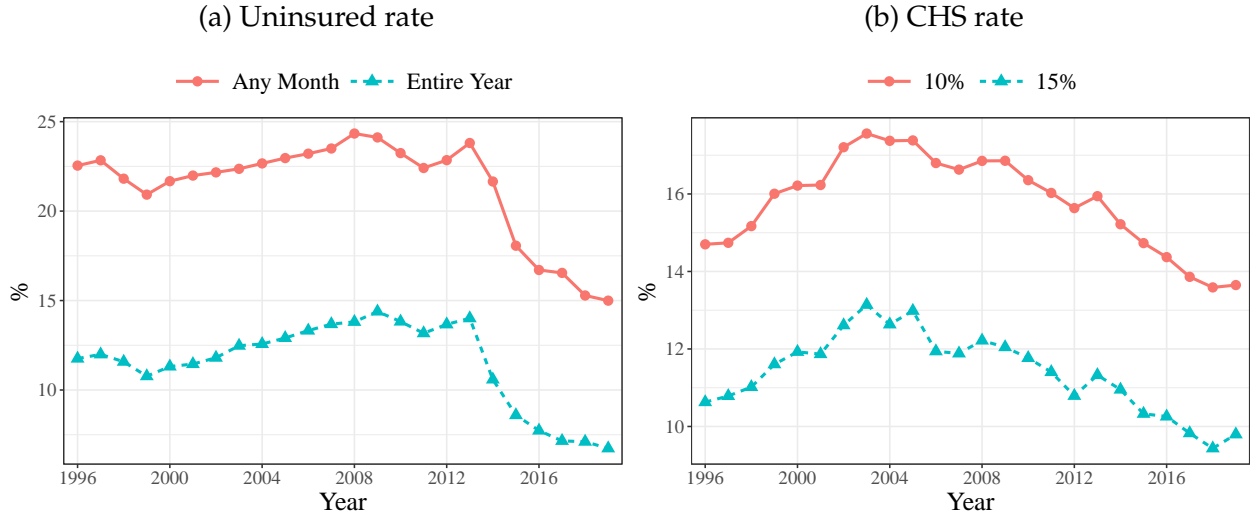 (a) Uninsured rate
Any Month Entire Year
25
20
15
10
%
1996 2000 2004 2008 2012 2016
Year
(b) CHS rate
10% 15%
16
14
12
10
%
1996 2000 2004 2008 2012 2016
Year